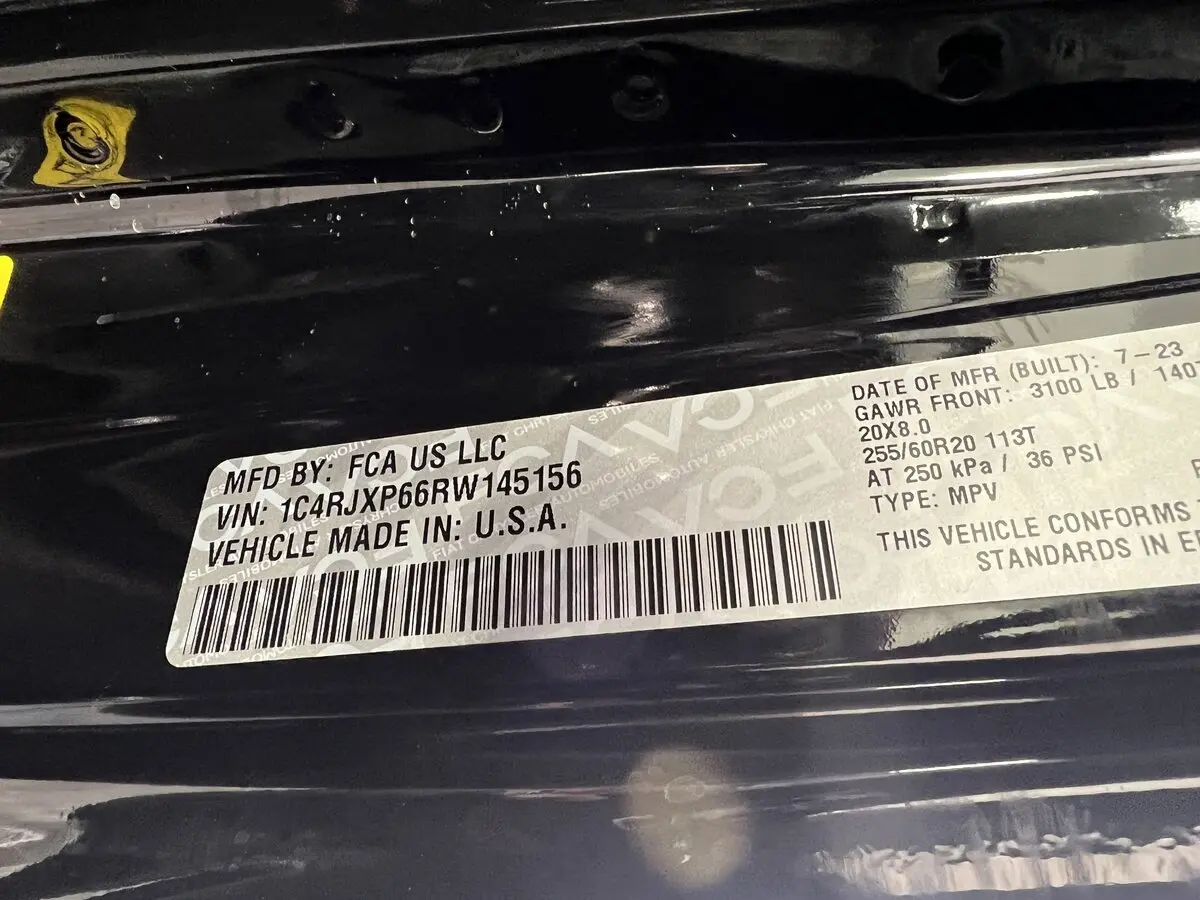 MFD BY: FCA US LLC
VIN: 1C4RJXP66RW145156
VEHICLE MADE IN: U.S.A.
DATE OF MFR (BUILT): 7-23
GAWR FRONT: 3100 LB / 1407
20X8.0
255/60R20 113T
AT 250 kPa / 36 PSI
TYPE: MPV
THIS VEHICLE CONFORMS
STANDARDS IN